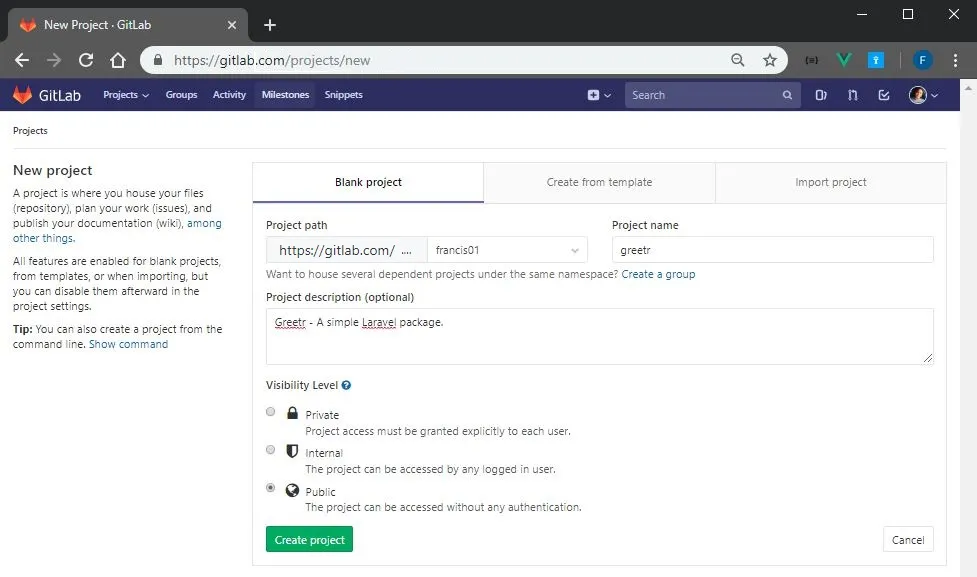 New Project · GitLab
https://gitlab.com/projects/new
F
GitLab Projects Groups Activity Milestones Snippets Search
Projects
New project
A project is where you house your files
(repository), plan your work (issues), and
publish your documentation (wiki), among
other things.
All features are enabled for blank projects,
from templates, or when importing, but
you can disable them afterward in the
project settings.
Tip: You can also create a project from the
command line. Show command
Blank project Create from template Import project
Project path Project name
https://gitlab.com/ .... francis01 greetr
Want to house several dependent projects under the same namespace? Create a group
Project description (optional)
Greetr - A simple Laravel package.
Visibility Level
Private
Project access must be granted explicitly to each user.
Internal
The project can be accessed by any logged in user.
Public
The project can be accessed without any authentication.
Create project Cancel